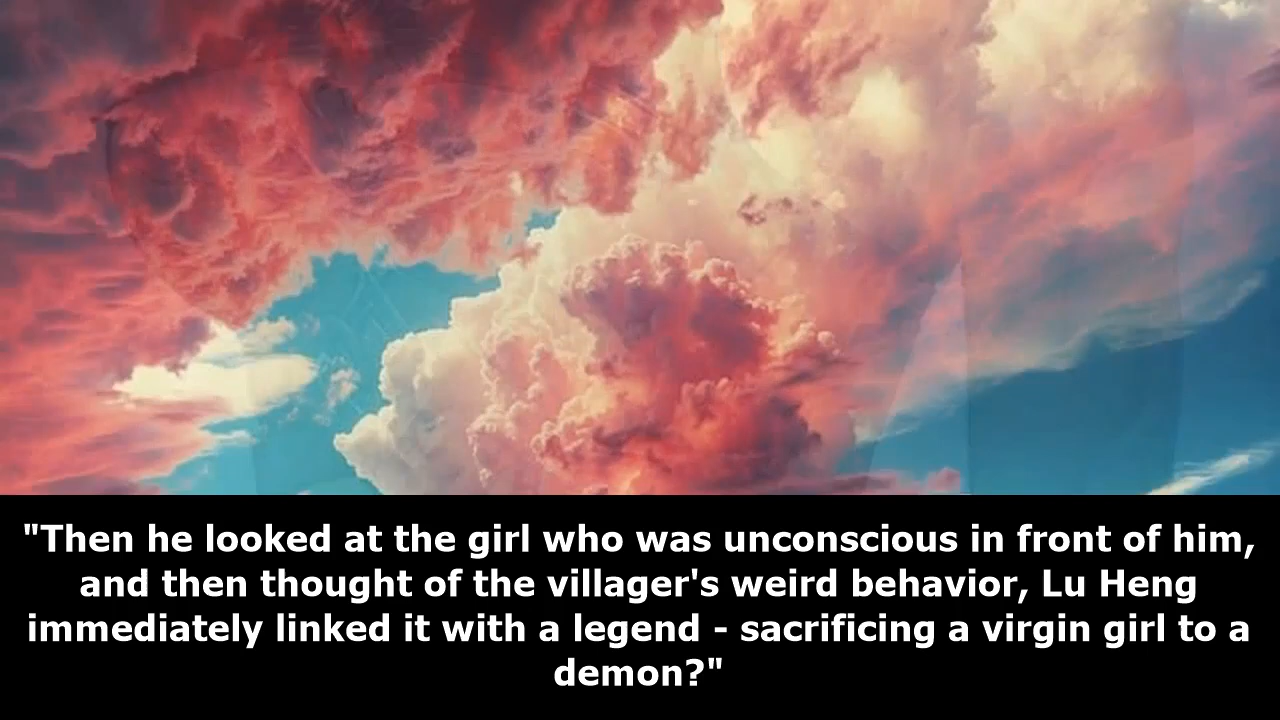 "Then he looked at the girl who was unconscious in front of him,
and then thought of the villager's weird behavior, Lu Heng
immediately linked it with a legend - sacrificing a virgin girl to a
demon?"